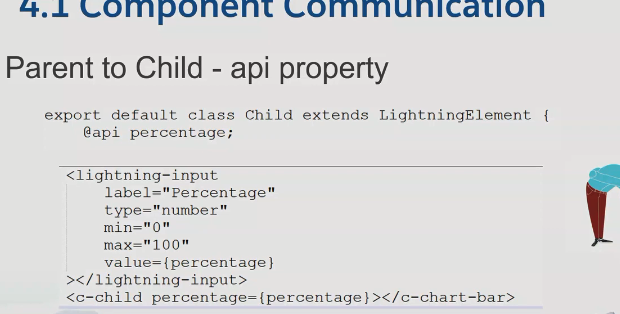 4.1 Component Communication
Parent to Child - api property
export default class Child extends LightningElement {
@api percentage;
<lightning-input
label="Percentage"
type="number"
min="0"
max="100"
value={percentage}
></lightning-input>
<c-child percentage={percentage}></c-chart-bar>